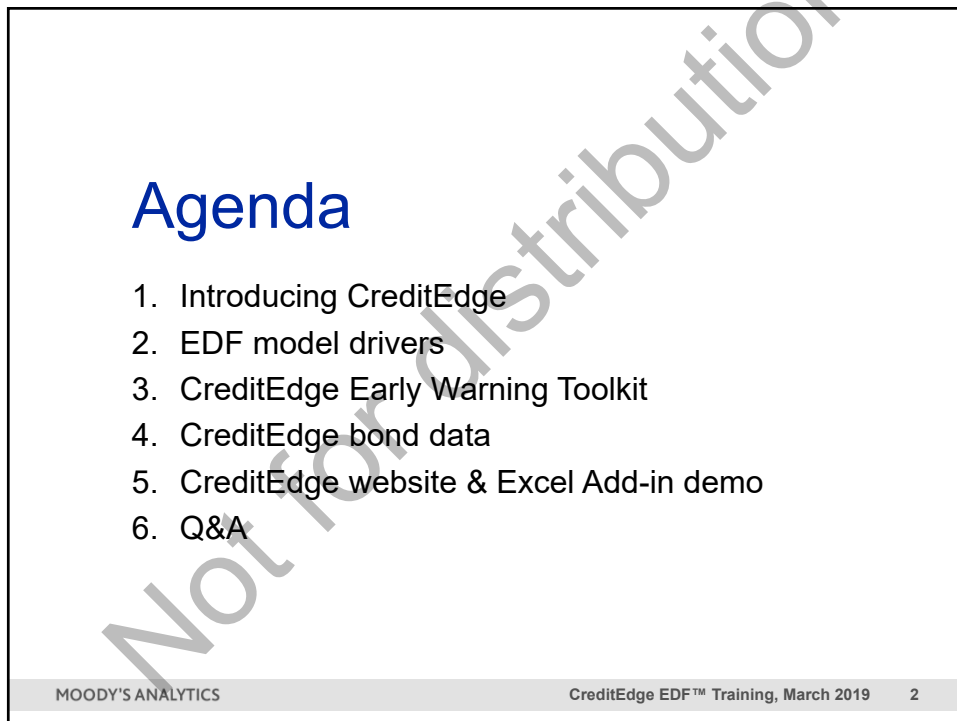 Agenda
1. Introducing CreditEdge
2. EDF model drivers
3. CreditEdge Early Warning Toolkit
4. CreditEdge bond data
5. CreditEdge website & Excel Add-in demo
6. Q&A
Not for distribution
MOODY'S ANALYTICS
CreditEdge EDF™ Training, March 2019 2